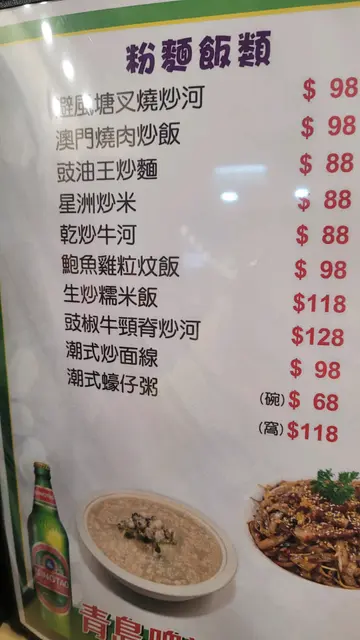 粉麵飯類
避風塘叉燒炒河 $ 98
澳門燒肉炒飯 $ 98
豉油王炒麵 $ 88
星洲炒米 $ 88
乾炒牛河 $ 88
鮑魚雞粒炆飯 $ 98
生炒糯米飯 $118
豉椒牛頸脊炒河 $128
潮式炒面線 $ 98
潮式蠔仔粥 (碗) $ 68
(窩) $118
TSINGTAO
青島啤